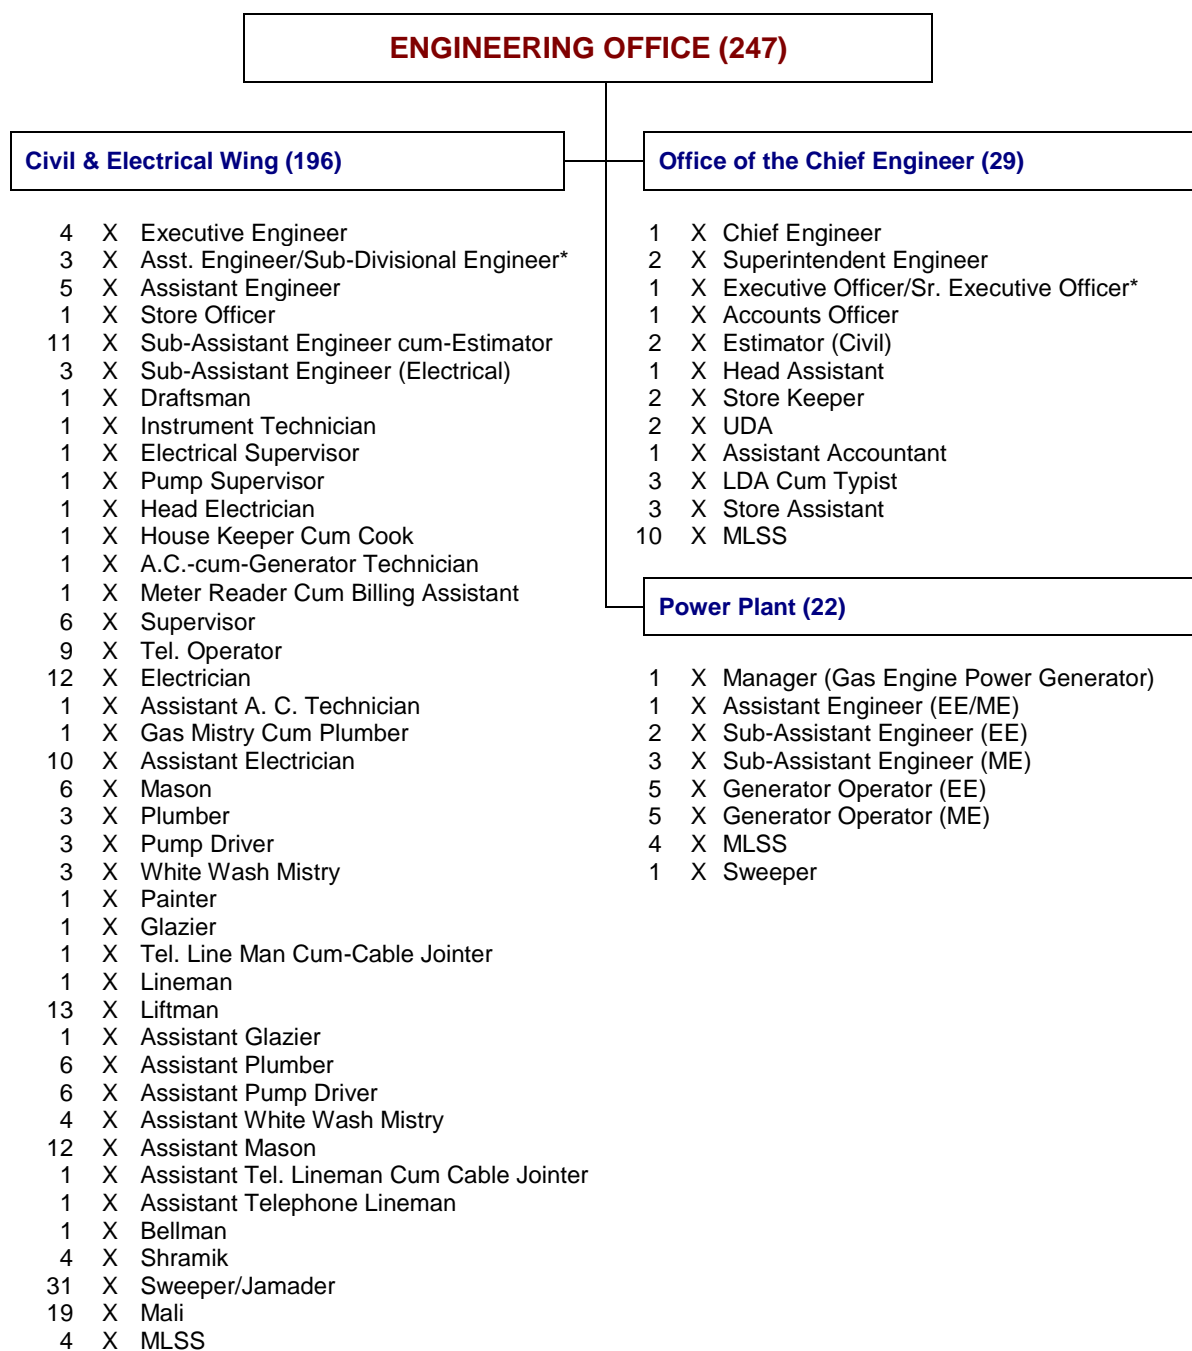 ENGINEERING OFFICE (247)
Civil & Electrical Wing (196)
4 X Executive Engineer
3 X Asst. Engineer/Sub-Divisional Engineer*
5 X Assistant Engineer
1 X Store Officer
11 X Sub-Assistant Engineer cum-Estimator
3 X Sub-Assistant Engineer (Electrical)
1 X Draftsman
1 X Instrument Technician
1 X Electrical Supervisor
1 X Pump Supervisor
1 X Head Electrician
1 X House Keeper Cum Cook
1 X A.C.-cum-Generator Technician
1 X Meter Reader Cum Billing Assistant
6 X Supervisor
9 X Tel. Operator
12 X Electrician
1 X Assistant A. C. Technician
1 X Gas Mistry Cum Plumber
10 X Assistant Electrician
6 X Mason
3 X Plumber
3 X Pump Driver
3 X White Wash Mistry
1 X Painter
1 X Glazier
1 X Tel. Line Man Cum-Cable Jointer
1 X Lineman
13 X Liftman
1 X Assistant Glazier
6 X Assistant Plumber
6 X Assistant Pump Driver
4 X Assistant White Wash Mistry
12 X Assistant Mason
1 X Assistant Tel. Lineman Cum Cable Jointer
1 X Assistant Telephone Lineman
1 X Bellman
4 X Shramik
31 X Sweeper/Jamader
19 X Mali
4 X MLSS
Office of the Chief Engineer (29)
1 X Chief Engineer
2 X Superintendent Engineer
1 X Executive Officer/Sr. Executive Officer*
1 X Accounts Officer
2 X Estimator (Civil)
1 X Head Assistant
2 X Store Keeper
2 X UDA
1 X Assistant Accountant
3 X LDA Cum Typist
3 X Store Assistant
10 X MLSS
Power Plant (22)
1 X Manager (Gas Engine Power Generator)
1 X Assistant Engineer (EE/ME)
2 X Sub-Assistant Engineer (EE)
3 X Sub-Assistant Engineer (ME)
5 X Generator Operator (EE)
5 X Generator Operator (ME)
4 X MLSS
1 X Sweeper